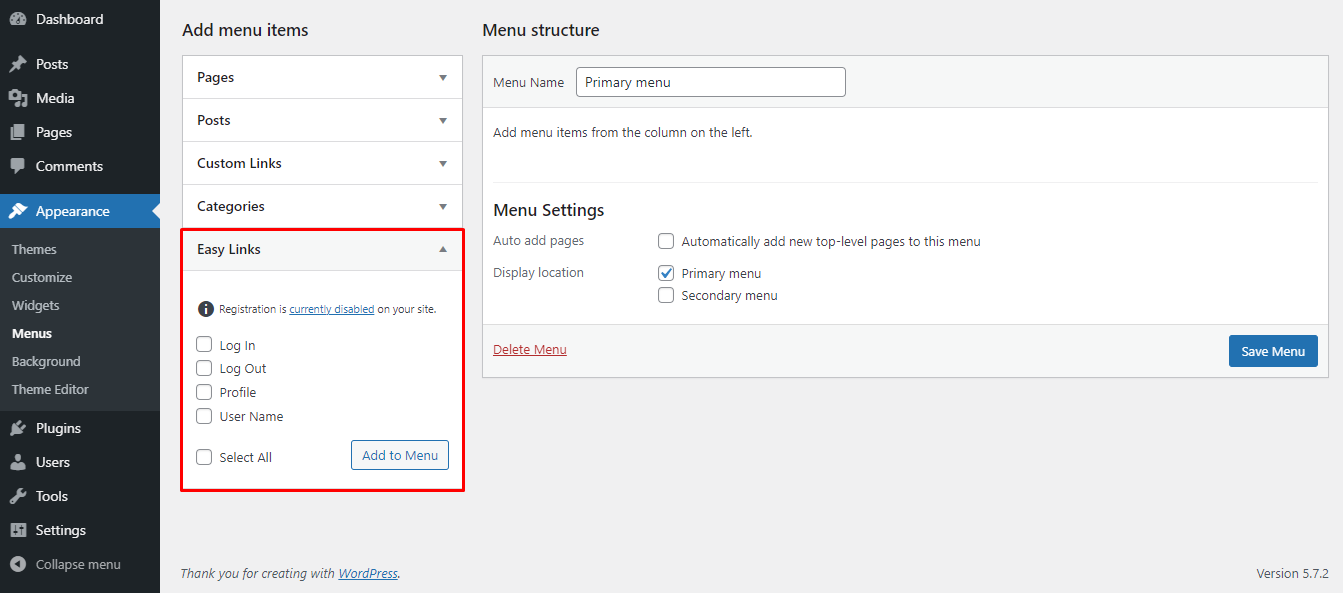 Dashboard
Posts
Media
Pages
Comments
Appearance
Themes
Customize
Widgets
Menus
Background
Theme Editor
Plugins
Users
Tools
Settings
Collapse menu
Add menu items
Pages
Posts
Custom Links
Categories
Easy Links
Registration is currently disabled on your site.
Log In
Log Out
Profile
User Name
Select All
Add to Menu
Menu structure
Menu Name
Primary menu
Add menu items from the column on the left.
Menu Settings
Auto add pages
Automatically add new top-level pages to this menu
Display location
Primary menu
Secondary menu
Delete Menu
Save Menu
Thank you for creating with WordPress.
Version 5.7.2